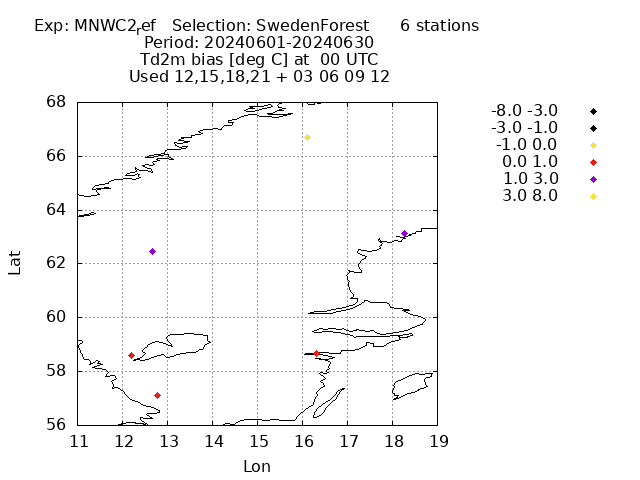 Exp: MNWC2ref Selection: SwedenForest 6 stations
Period: 20240601-20240630
Td2m bias [deg C] at 00 UTC
Used 12,15,18,21 + 03 06 09 12
-8.0 -3.0
-3.0 -1.0
-1.0 0.0
0.0 1.0
1.0 3.0
3.0 8.0
68
66
64
62
60
58
56
Lat
11 12 13 14 15 16 17 18 19
Lon